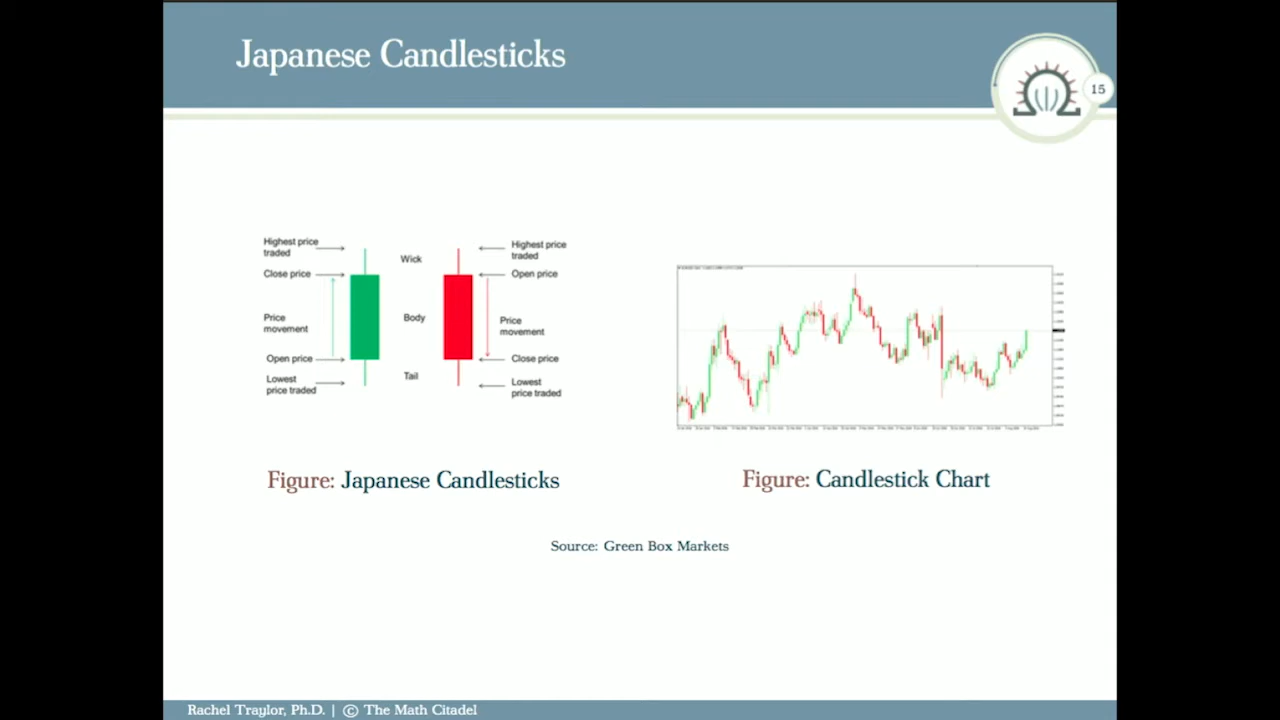 Japanese Candlesticks
15
Highest price
traded
Close price
Price
movement
Open price
Lowest
price traded
Wick
Body
Tail
Highest price
traded
Open price
Price
movement
Close price
Lowest
price traded
Figure: Japanese Candlesticks
Figure: Candlestick Chart
Source: Green Box Markets
Rachel Traylor, Ph.D. | © The Math Citadel